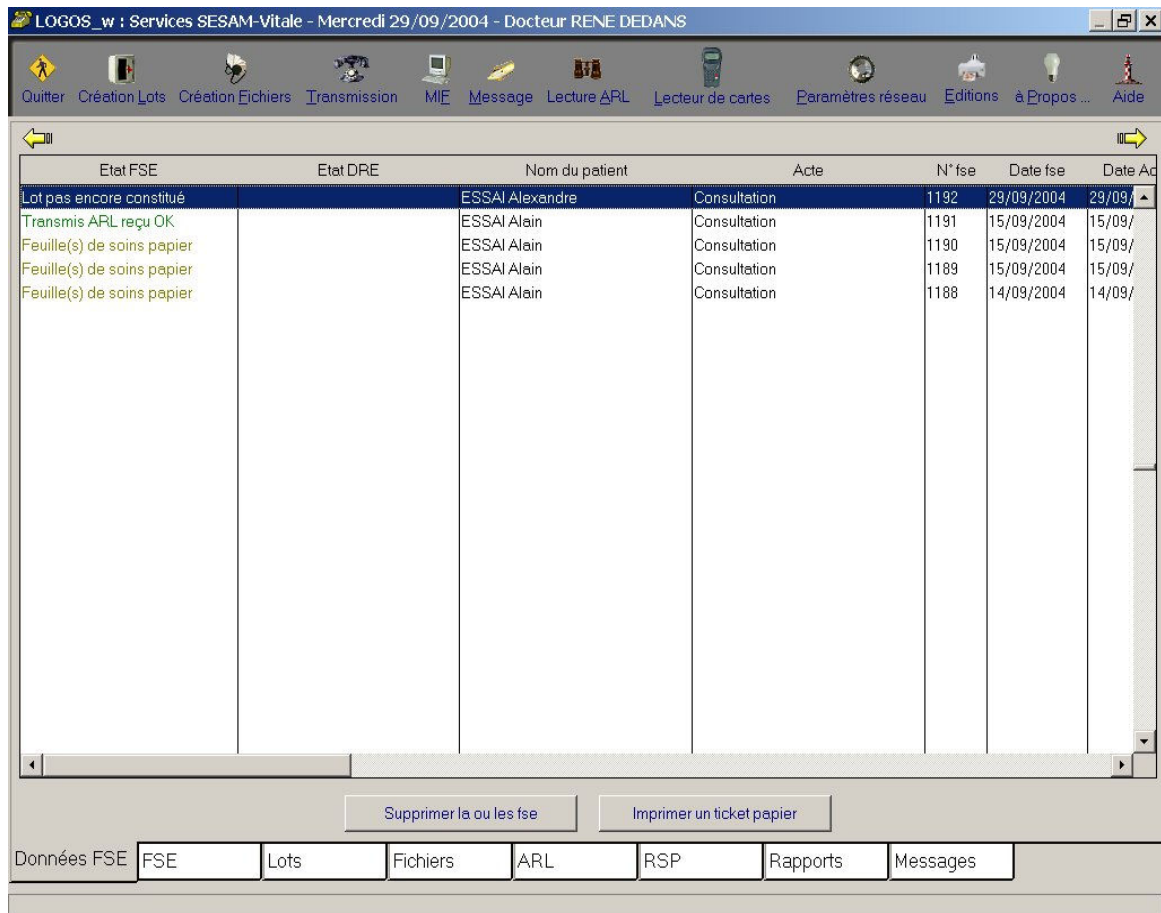 LOGOS_w : Services SESAM-Vitale - Mercredi 29/09/2004 - Docteur RENE DEDANS
Quitter Création Lots Création Fichiers Transmission MIE Message Lecture ARL Lecteur de cartes Paramètres réseau Editions à Propos ... Aide
Etat FSE Etat DRE Nom du patient Acte N° fse Date fse Date Ac
Lot pas encore constitué ESSAI Alexandre Consultation 1192 29/09/2004 29/09/
Transmis ARL reçu OK ESSAI Alain Consultation 1191 15/09/2004 15/09/
Feuille(s) de soins papier ESSAI Alain Consultation 1190 15/09/2004 15/09/
Feuille(s) de soins papier ESSAI Alain Consultation 1189 15/09/2004 15/09/
Feuille(s) de soins papier ESSAI Alain Consultation 1188 14/09/2004 14/09/
Supprimer la ou les fse Imprimer un ticket papier
Données FSE FSE Lots Fichiers ARL RSP Rapports Messages